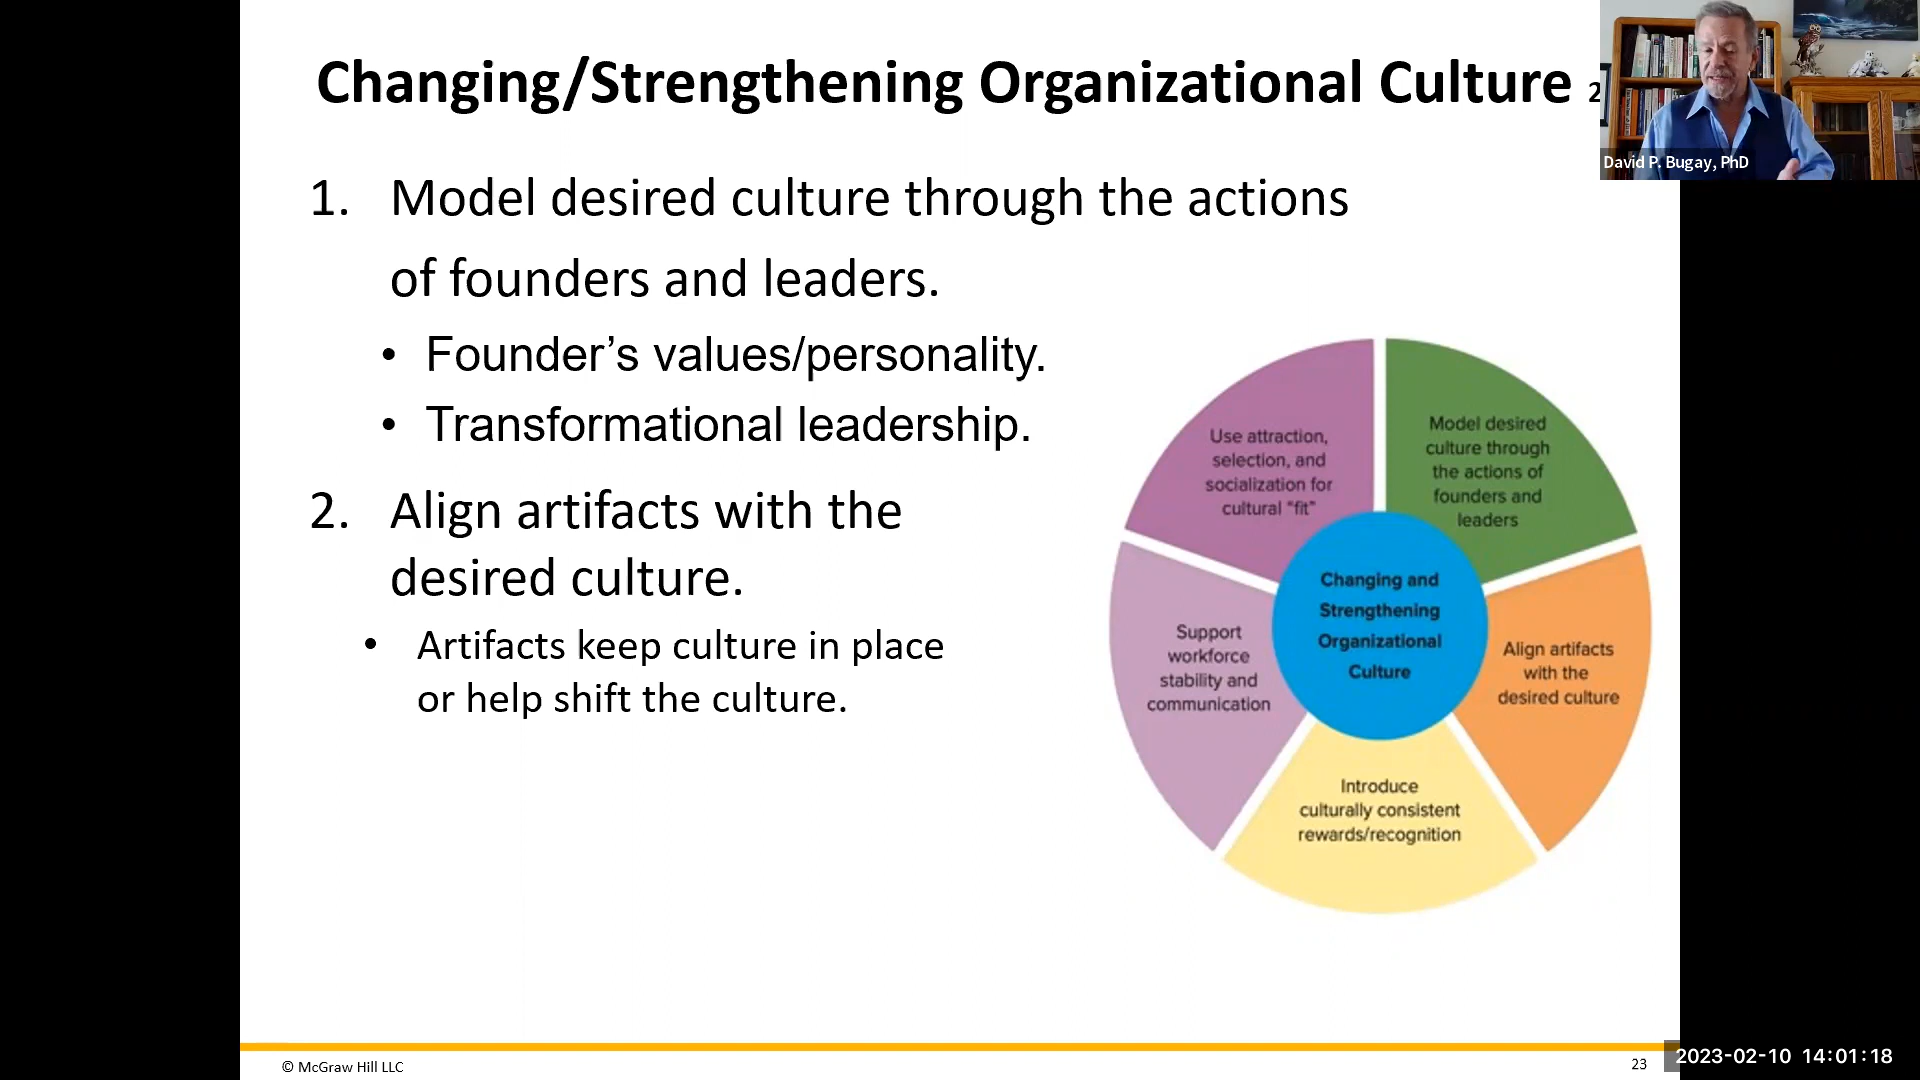 Changing/Strengthening Organizational Culture 2
David P. Bugay, PhD
1. Model desired culture through the actions
of founders and leaders.
• Founder’s values/personality.
• Transformational leadership.
2. Align artifacts with the
desired culture.
• Artifacts keep culture in place
or help shift the culture.
Use attraction,
selection, and
socialization for
cultural "fit"
Model desired
culture through
the actions of
founders and
leaders
Changing and
Strengthening
Organizational
Culture
Support
workforce
stability and
communication
Align artifacts
with the
desired culture
Introduce
culturally consistent
rewards/recognition
© McGraw Hill LLC
23
2023-02-10 14:01:18